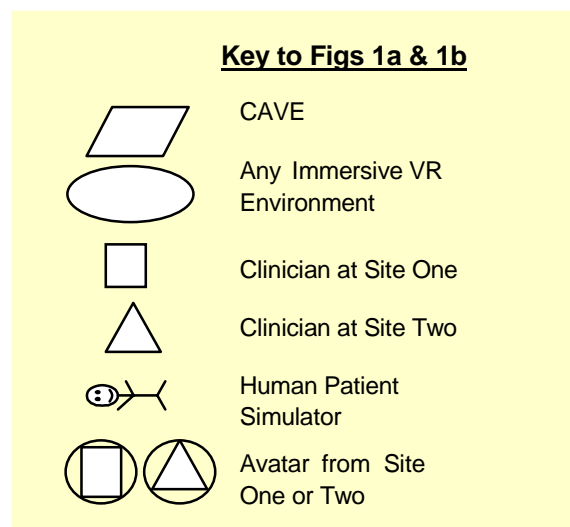 Key to Figs 1a & 1b
CAVE
Any Immersive VR
Environment
Clinician at Site One
Clinician at Site Two
Human Patient
Simulator
Avatar from Site
One or Two